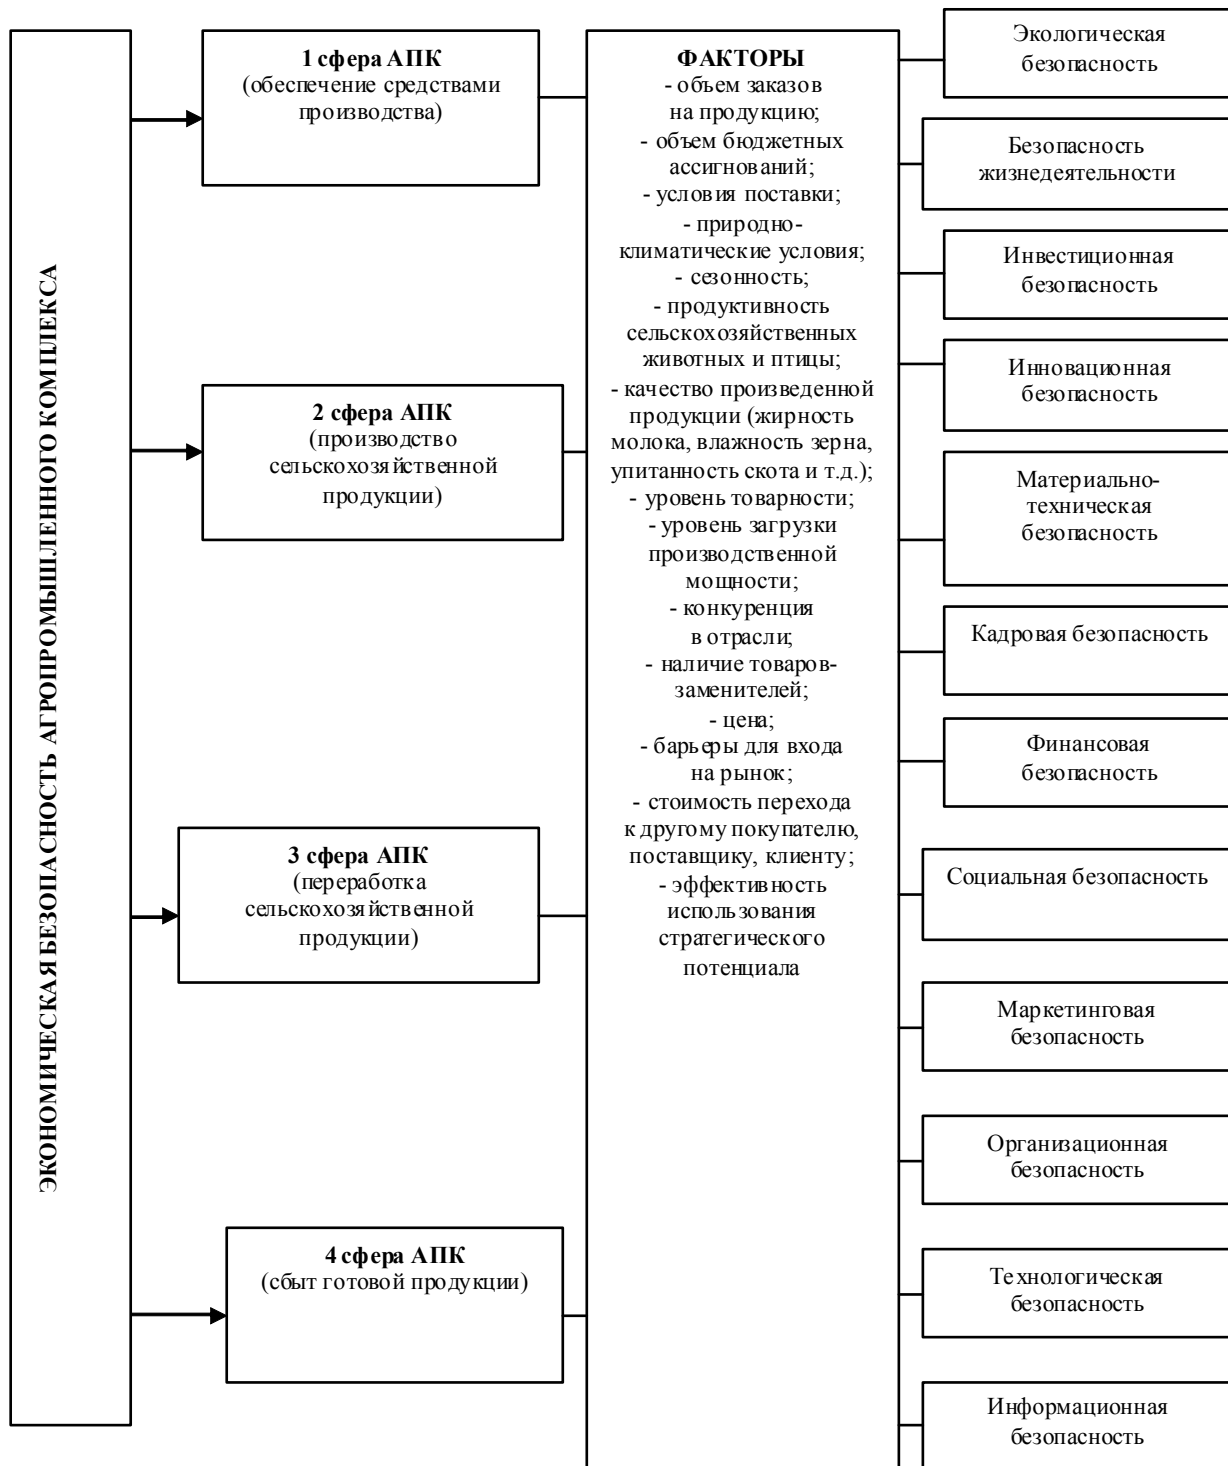 ЭКОНОМИЧЕСКАЯ БЕЗОПАСНОСТЬ АГРОПРОМЫШЛЕННОГО КОМПЛЕКСА
1 сфера АПК
(обеспечение средствами
производства)
2 сфера АПК
(производство
сельскохозяйственной
продукции)
3 сфера АПК
(переработка
сельскохозяйственной
продукции)
4 сфера АПК
(сбыт готовой продукции)
ФАКТОРЫ
- объем заказов
на продукцию;
- объем бюджетных
ассигнований;
- условия поставки;
- природно-
климатические условия;
- сезонность;
- продуктивность
сельскохозяйственных
животных и птицы;
- качество произведенной
продукции (жирность
молока, влажность зерна,
упитанность скота и т.д.);
- уровень товарности;
- уровень загрузки
производственной
мощности;
- конкуренция
в отрасли;
- наличие товаров-
заменителей;
- цена;
- барьеры для входа
на рынок;
- стоимость перехода
к другому покупателю,
поставщику, клиенту;
- эффективность
использования
стратегического
потенциала
Экологическая
безопасность
Безопасность
жизнедеятельности
Инвестиционная
безопасность
Инновационная
безопасность
Материально-
техническая
безопасность
Кадровая безопасность
Финансовая
безопасность
Социальная безопасность
Маркетинговая
безопасность
Организационная
безопасность
Технологическая
безопасность
Информационная
безопасность